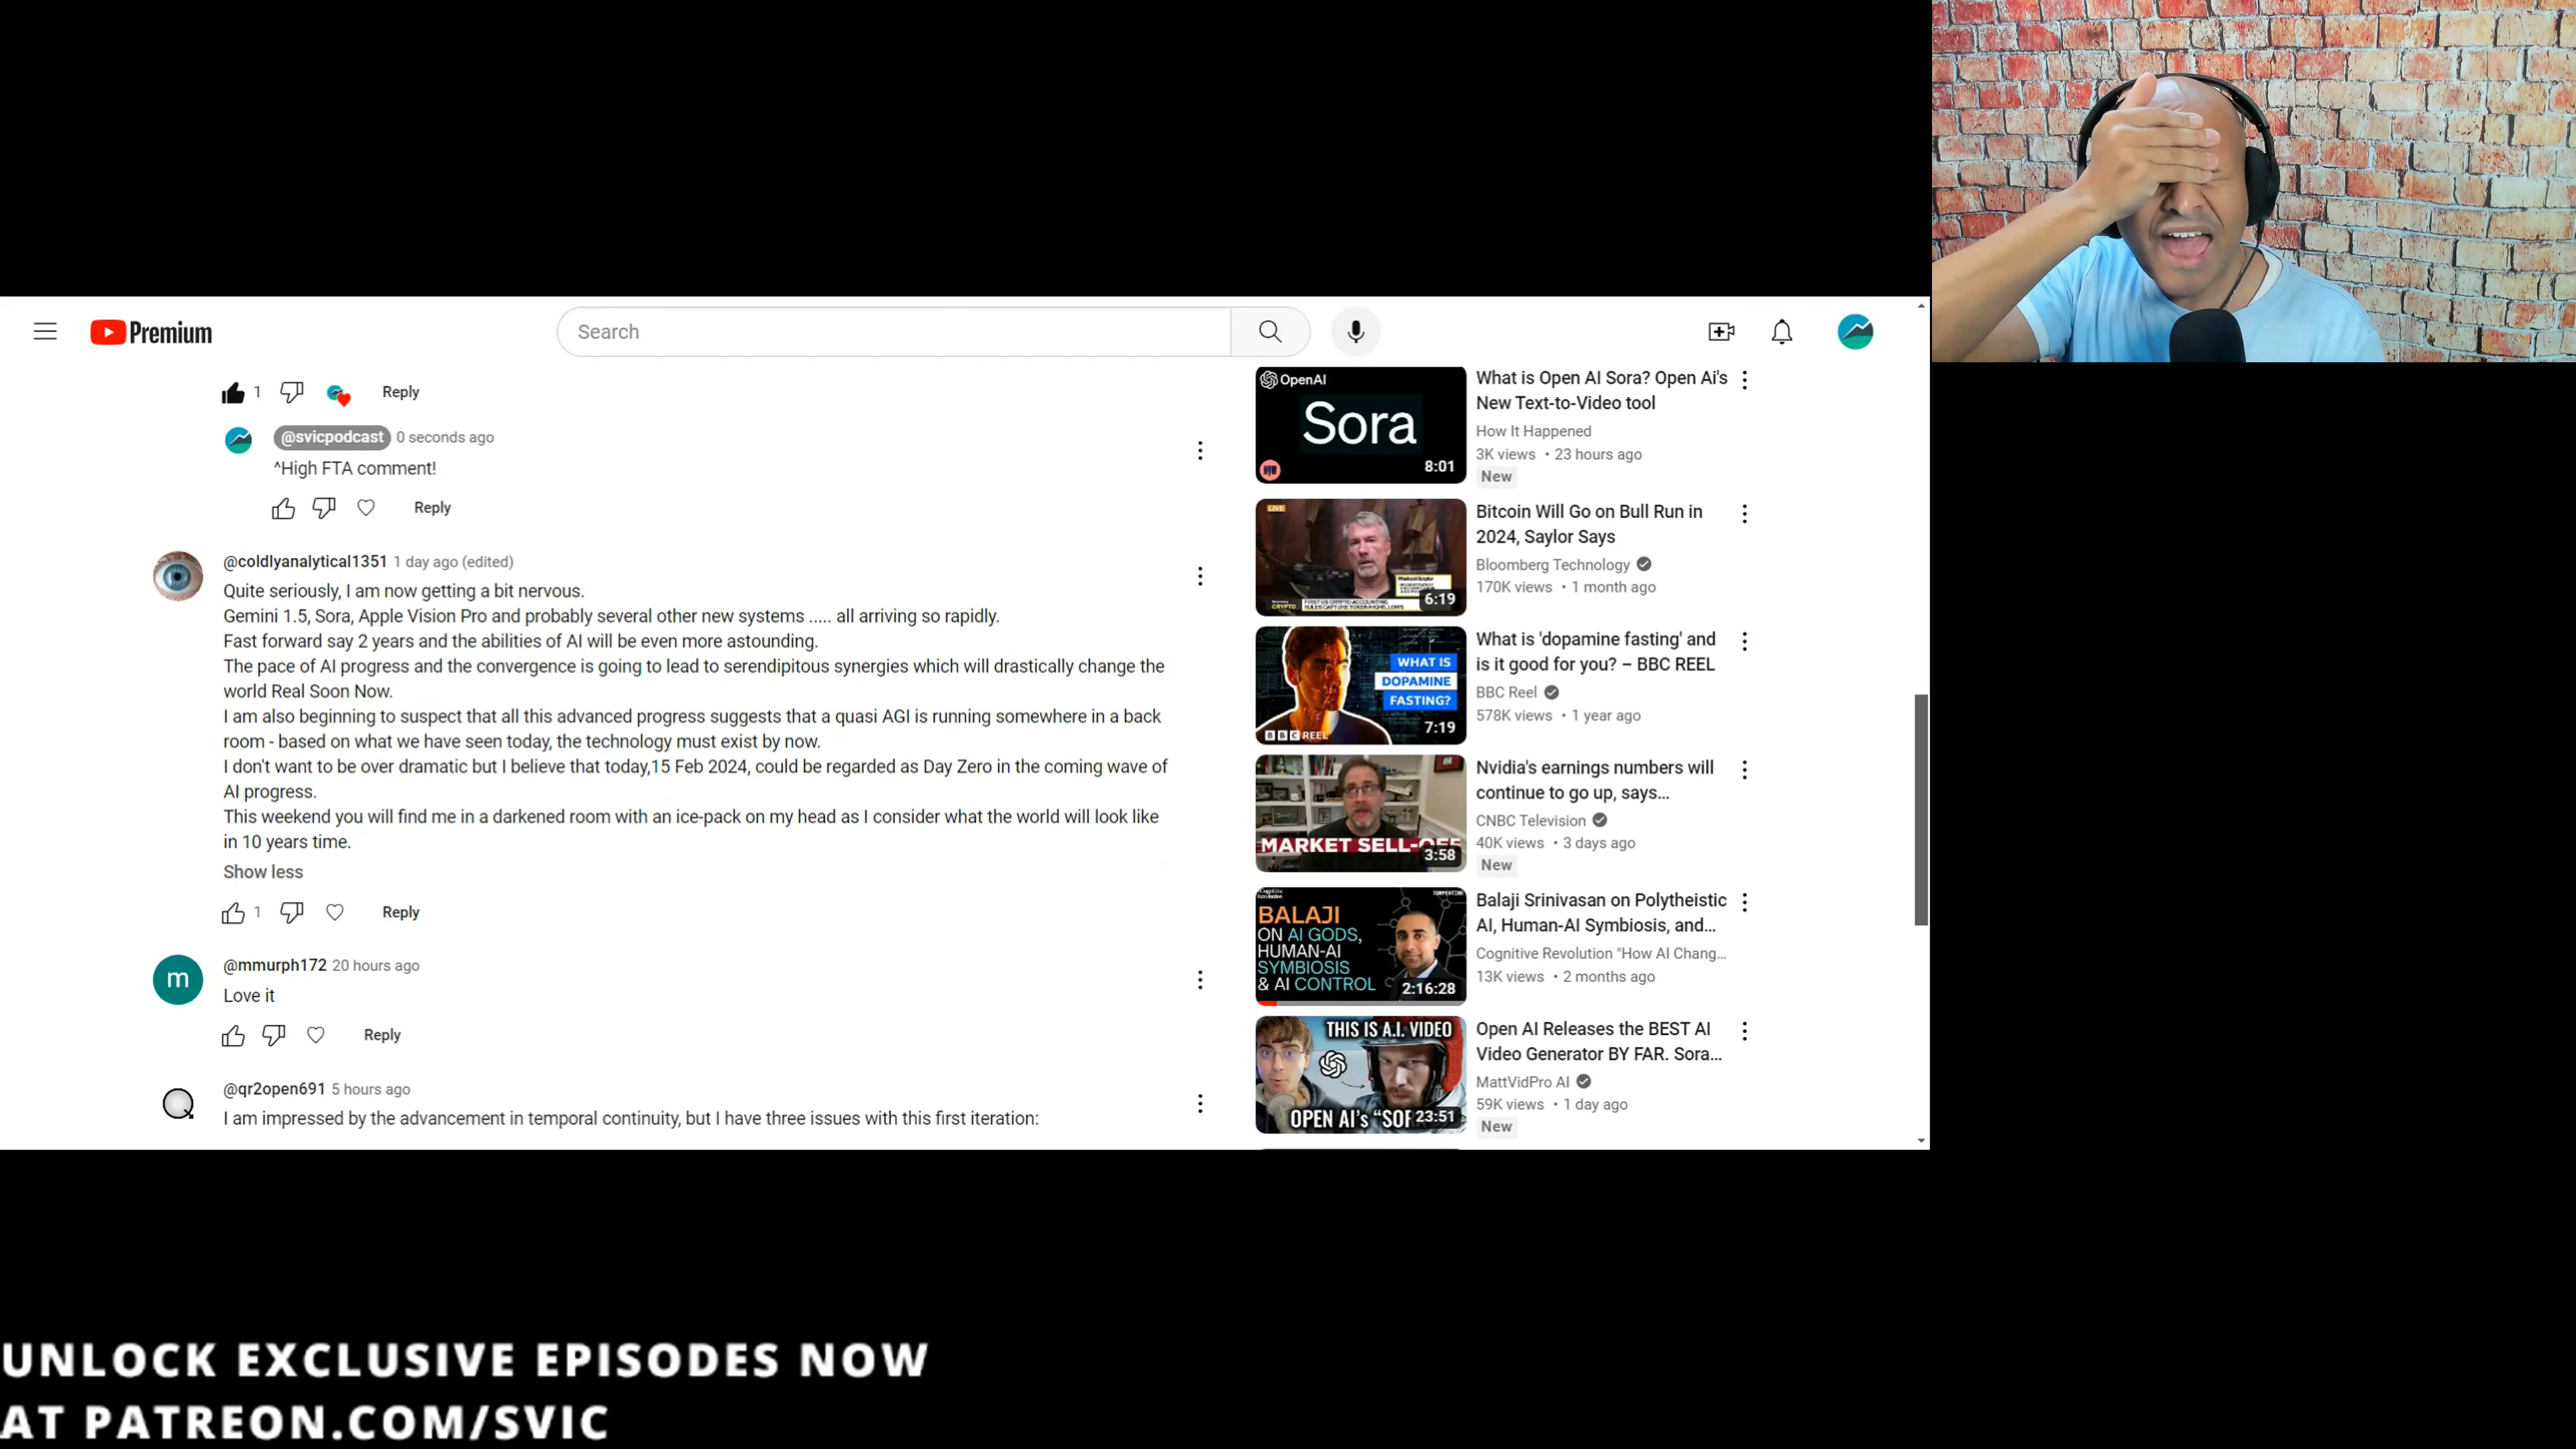 Premium
Search
1 Reply
@svicpodcast 0 seconds ago
^High FTA comment!
Reply
@coldlyanalytical1351 1 day ago (edited)
Quite seriously, I am now getting a bit nervous.
Gemini 1.5, Sora, Apple Vision Pro and probably several other new systems ..... all arriving so rapidly.
Fast forward say 2 years and the abilities of AI will be even more astounding.
The pace of AI progress and the convergence is going to lead to serendipitous synergies which will drastically change the
world Real Soon Now.
I am also beginning to suspect that all this advanced progress suggests that a quasi AGI is running somewhere in a back
room - based on what we have seen today, the technology must exist by now.
I don't want to be over dramatic but I believe that today,15 Feb 2024, could be regarded as Day Zero in the coming wave of
AI progress.
This weekend you will find me in a darkened room with an ice-pack on my head as I consider what the world will look like
in 10 years time.
Show less
1 Reply
@mmurph172 20 hours ago
m
Love it
Reply
@qr2open691 5 hours ago
I am impressed by the advancement in temporal continuity, but I have three issues with this first iteration:
OpenAI
Sora
8:01
What is Open AI Sora? Open Ai's
New Text-to-Video tool
How It Happened
3K views • 23 hours ago
New
LIVE
6:19
Bitcoin Will Go on Bull Run in
2024, Saylor Says
Bloomberg Technology
170K views • 1 month ago
WHAT IS
DOPAMINE
FASTING?
BBC REEL
7:19
What is 'dopamine fasting' and
is it good for you? – BBC REEL
BBC Reel
578K views • 1 year ago
MARKET SELL-OFF
3:58
Nvidia's earnings numbers will
continue to go up, says...
CNBC Television
40K views • 3 days ago
New
BALAJI
ON AI GODS,
HUMAN-AI
SYMBIOSIS
& AI CONTROL
2:16:28
Balaji Srinivasan on Polytheistic
AI, Human-AI Symbiosis, and...
Cognitive Revolution "How AI Chang...
13K views • 2 months ago
THIS IS A.I. VIDEO
OPEN AI's "SOR
23:51
Open AI Releases the BEST AI
Video Generator BY FAR. Sora...
MattVidPro AI
59K views • 1 day ago
New
UNLOCK EXCLUSIVE EPISODES NOW
AT PATREON.COM/SVIC